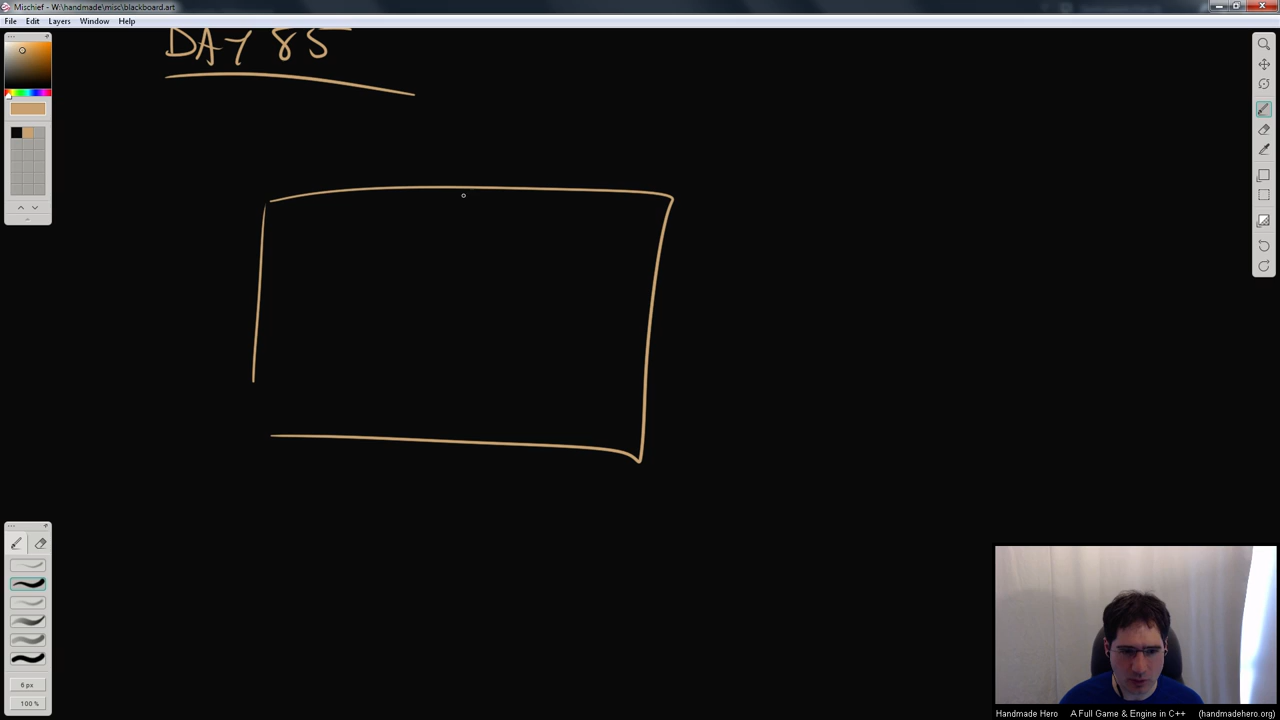 Mischief - W:\handmade\misc\blackboard.art
File Edit Layers Window Help
DAY 85
6 px
100 %
Handmade Hero A Full Game & Engine in C++ (handmadehero.org)